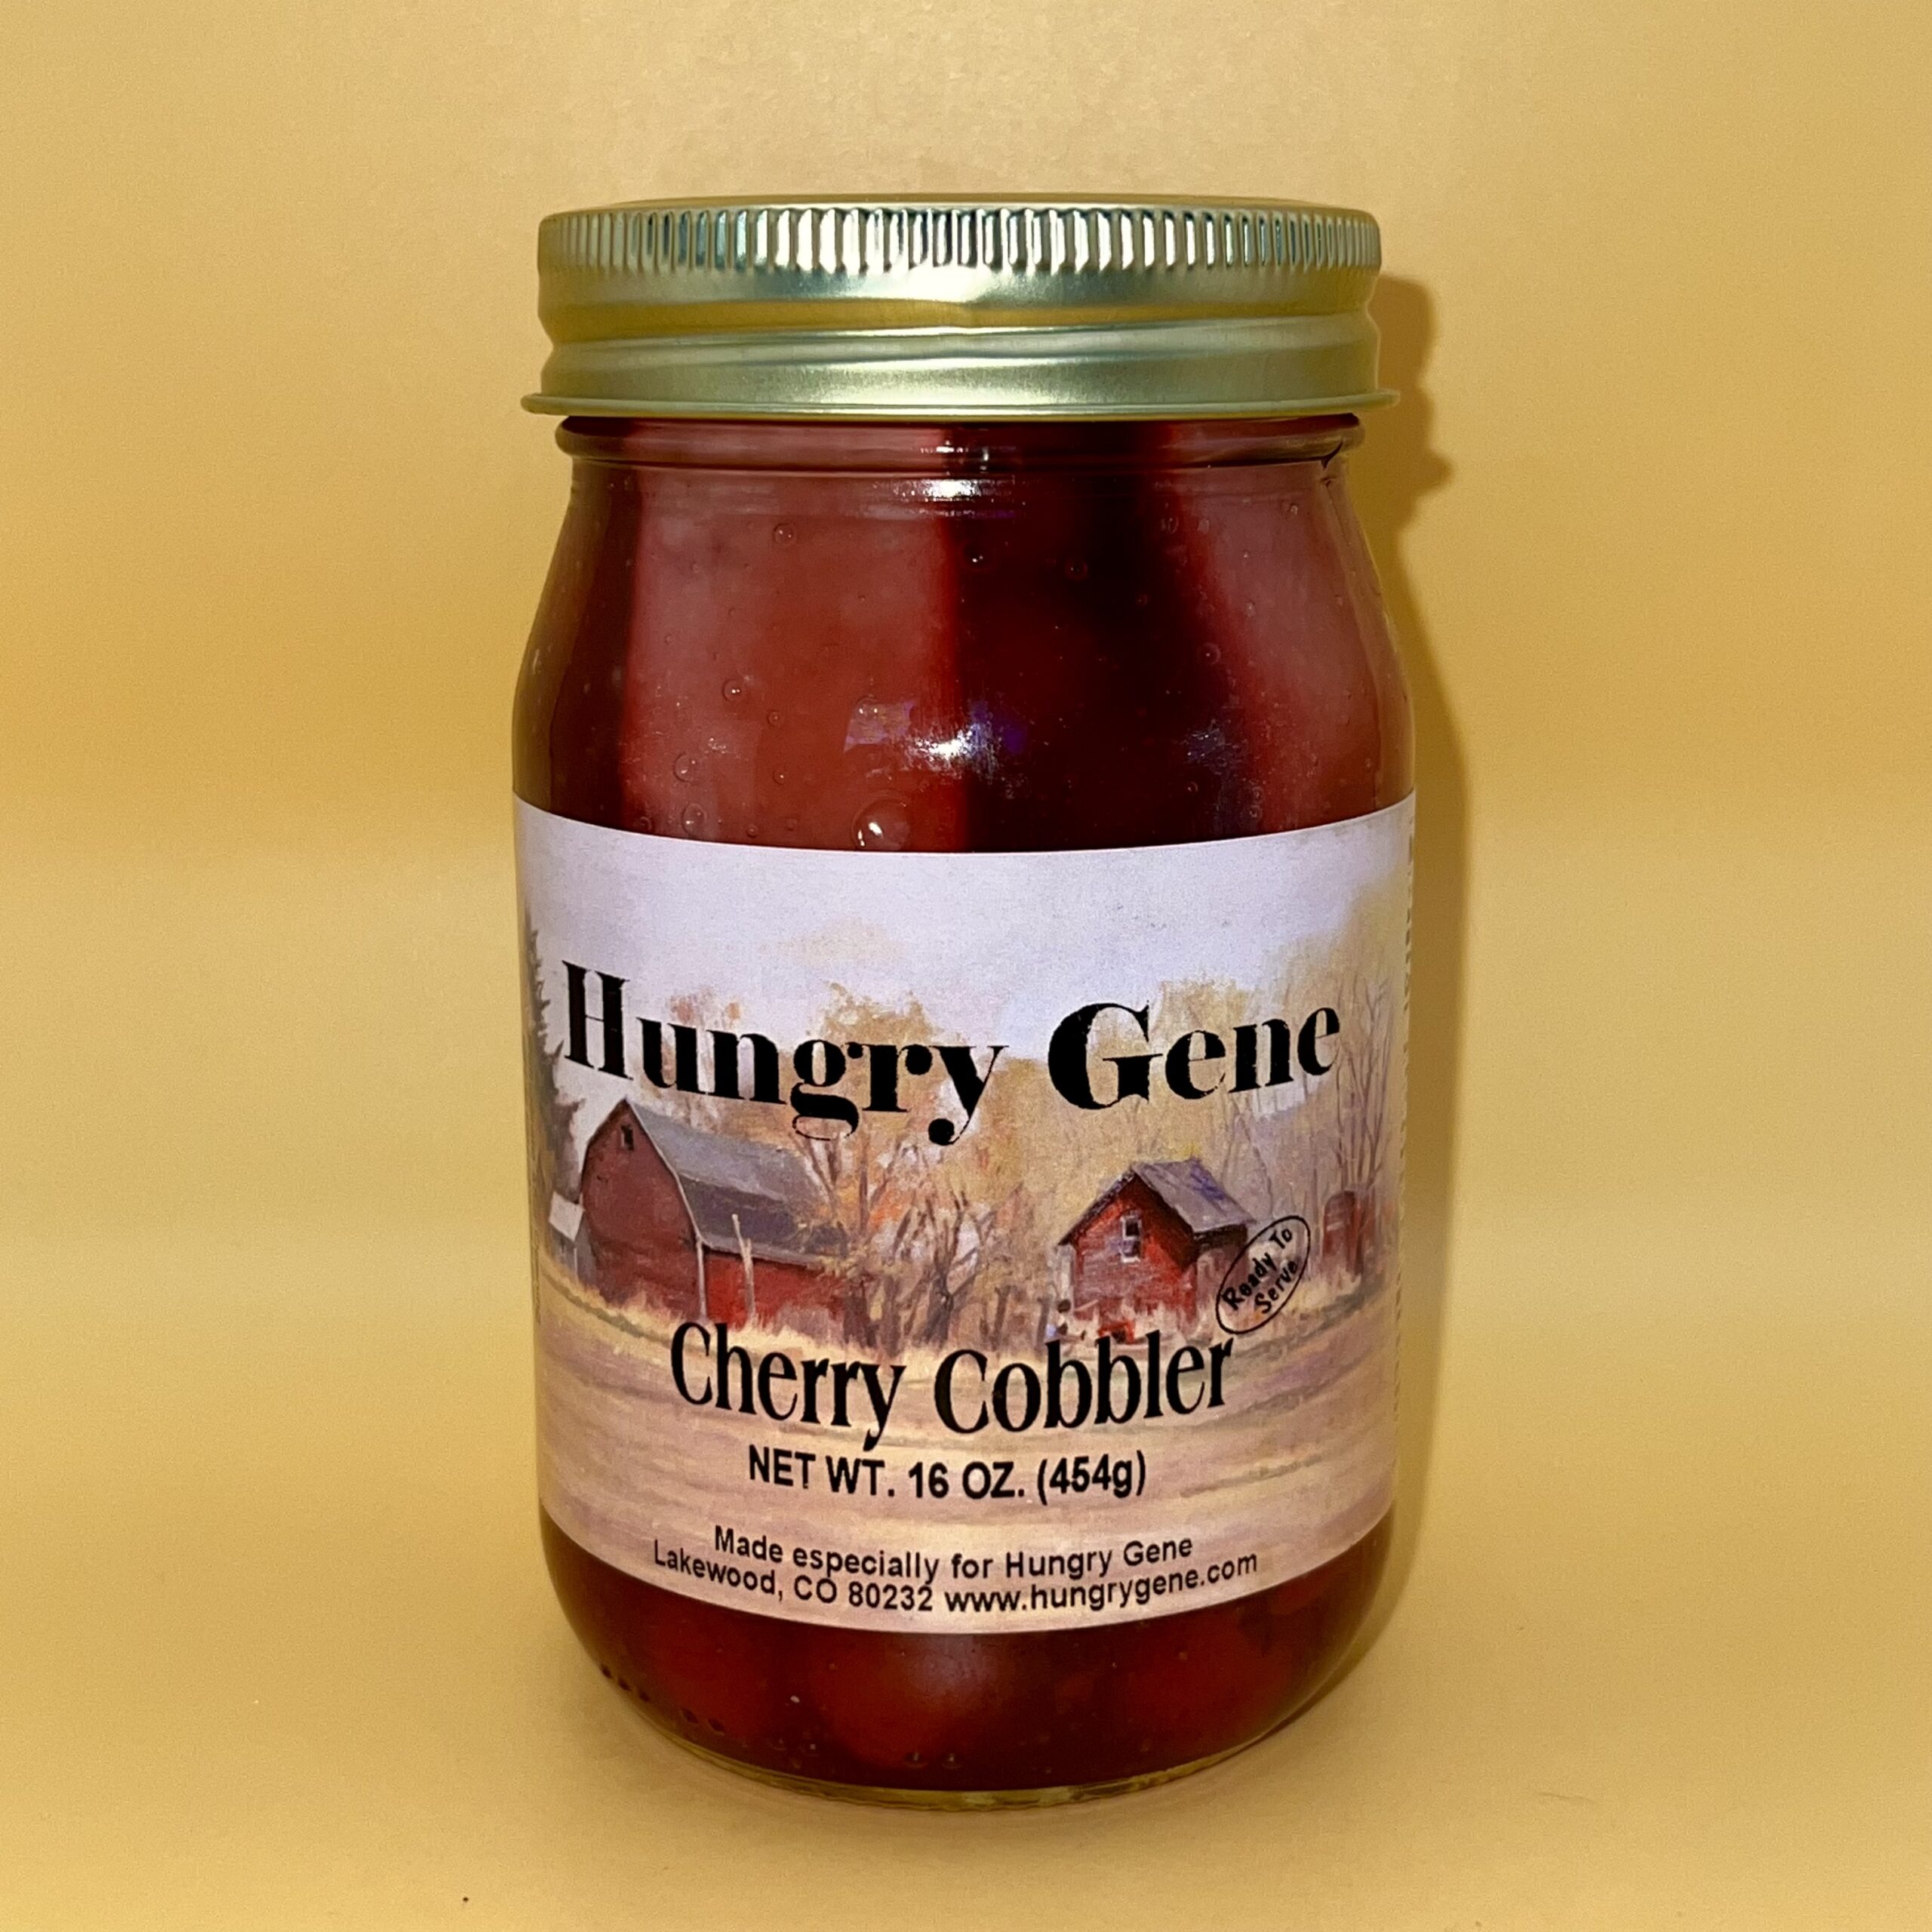 Hungry Gene
Ready To
Serve
Cherry Cobbler
NET WT. 16 OZ. (454g)
Made especially for Hungry Gene
Lakewood, CO 80232 www.hungrygene.com